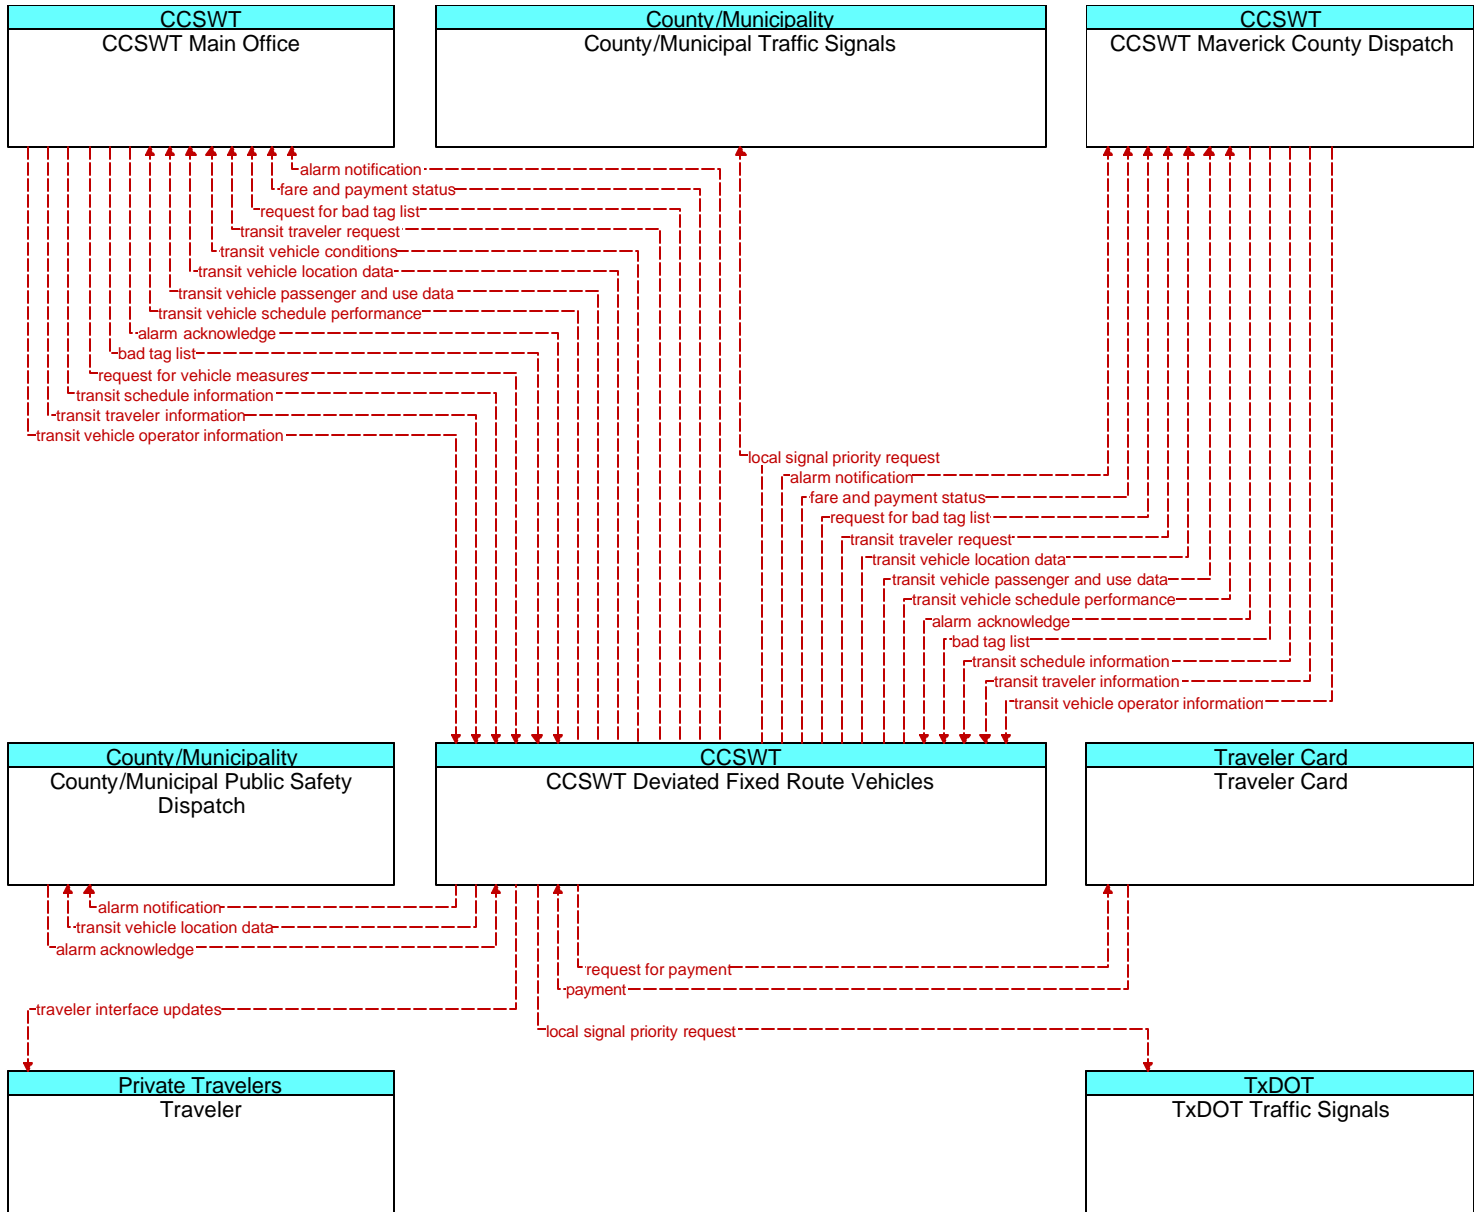 CCSWT
CCSWT Main Office
County/Municipality
County/Municipal Traffic Signals
CCSWT
CCSWT Maverick County Dispatch
alarm notification
fare and payment status
request for bad tag list
transit traveler request
transit vehicle conditions
transit vehicle location data
transit vehicle passenger and use data
transit vehicle schedule performance
alarm acknowledge
bad tag list
request for vehicle measures
transit schedule information
transit traveler information
transit vehicle operator information
local signal priority request
alarm notification
fare and payment status
request for bad tag list
transit traveler request
transit vehicle location data
transit vehicle passenger and use data
transit vehicle schedule performance
alarm acknowledge
bad tag list
transit schedule information
transit traveler information
transit vehicle operator information
County/Municipality
County/Municipal Public Safety
Dispatch
CCSWT
CCSWT Deviated Fixed Route Vehicles
Traveler Card
Traveler Card
alarm notification
transit vehicle location data
alarm acknowledge
request for payment
payment
traveler interface updates
local signal priority request
Private Travelers
Traveler
TxDOT
TxDOT Traffic Signals